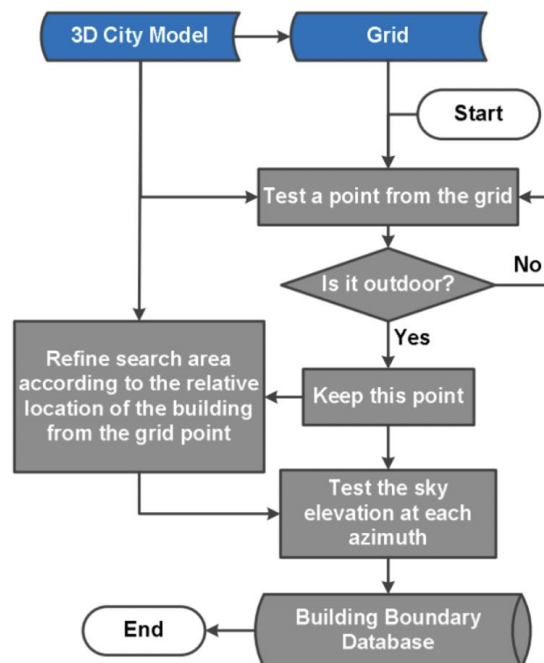 3D City Model
Grid
Start
Test a point from the grid
Is it outdoor?
No
Yes
Refine search area
according to the relative
location of the building
from the grid point
Keep this point
Test the sky
elevation at each
azimuth
End
Building Boundary
Database